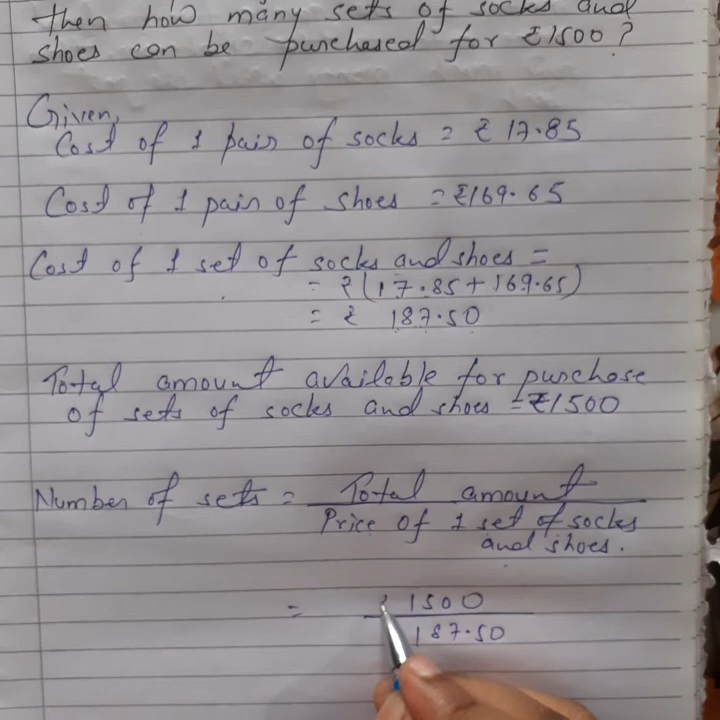 then how many sets of socks and
shoes can be purchased for ₹1500?
Given,
Cost of 1 pair of socks = ₹ 17.85
Cost of 1 pair of shoes = ₹169.65
Cost of 1 set of socks and shoes =
= ₹ (17.85 + 169.65)
= ₹ 187.50
Total amount available for purchase
of sets of socks and shoes = ₹1500
Number of sets = Total amount
Price of 1 set of socks
and shoes.
= ₹ 1500
187.50